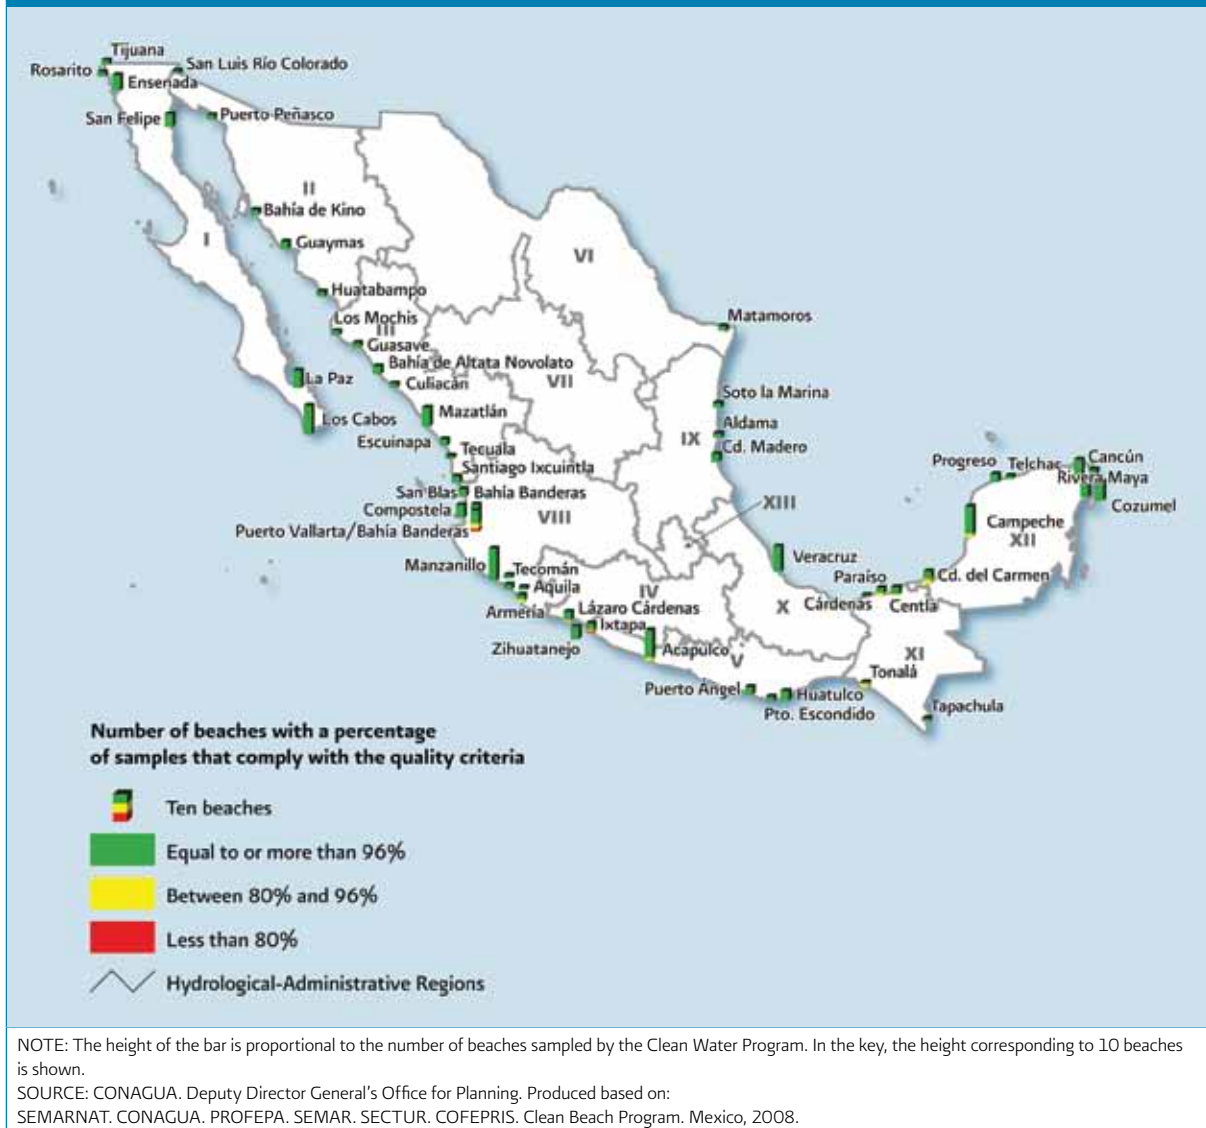 Tijuana
Rosarito
San Luis Río Colorado
Ensenada
San Felipe
Puerto Peñasco
II
Bahía de Kino
I
Guaymas
VI
Huatabampo
Los Mochis
III
Matamoros
Guasave
Bahía de Altata Novolato
La Paz
Culiacán
VII
Soto la Marina
Los Cabos
Mazatlán
Aldama
Escuinapa
IX
Tecuala
Cd. Madero
Santiago Ixcuintla
Progreso
Telchac
Cancún
Rivera Maya
San Blas
Bahía Banderas
Cozumel
Compostela
VIII
XIII
Puerto Vallarta/Bahía Banderas
Campeche
XII
Manzanillo
Veracruz
Tecomán
Paraíso
Cd. del Carmen
Aquila
IV
Armería
Lázaro Cárdenas
X
Cárdenas
Centla
Ixtapa
Zihuatanejo
Acapulco
V
XI
Tonalá
Puerto Ángel
Huatulco
Pto. Escondido
Tapachula
Number of beaches with a percentage
of samples that comply with the quality criteria
Ten beaches
Equal to or more than 96%
Between 80% and 96%
Less than 80%
Hydrological-Administrative Regions
NOTE: The height of the bar is proportional to the number of beaches sampled by the Clean Water Program. In the key, the height corresponding to 10 beaches
is shown.
SOURCE: CONAGUA. Deputy Director General's Office for Planning. Produced based on:
SEMARNAT. CONAGUA. PROFEPA. SEMAR. SECTUR. COFEPRIS. Clean Beach Program. Mexico, 2008.